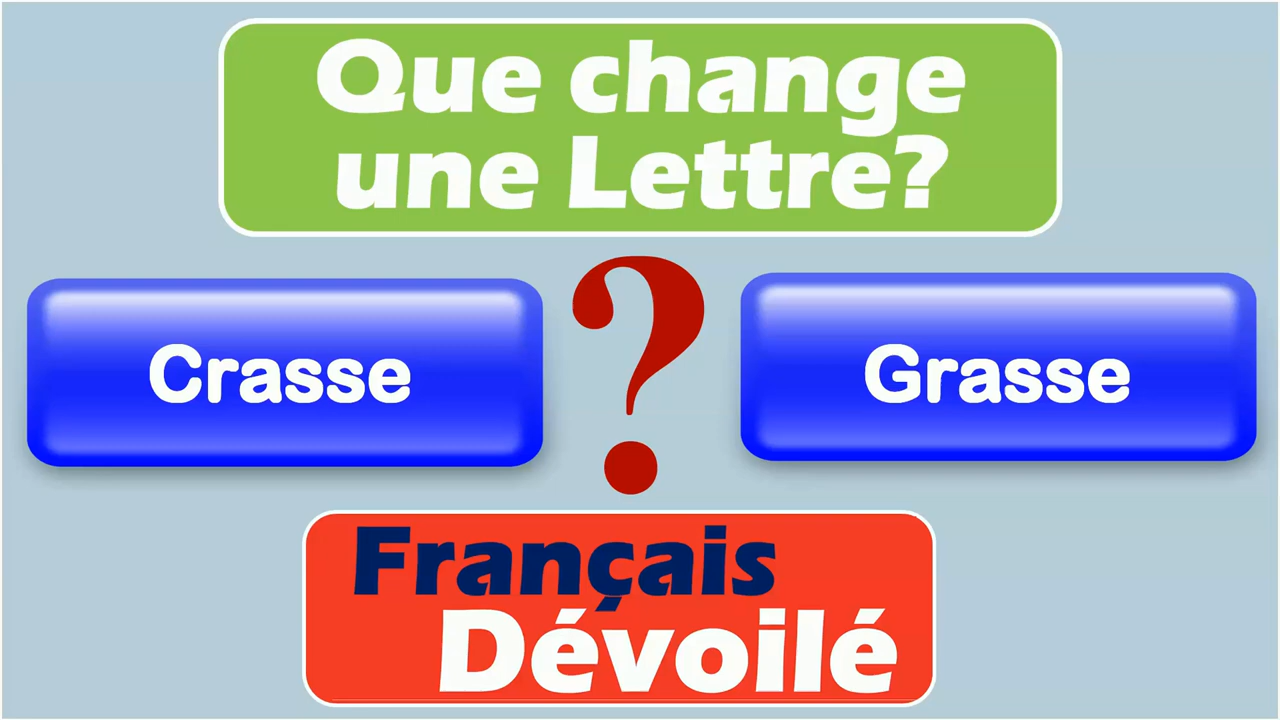 Que change
une Lettre?
Crasse
?
Grasse
Français
Dévoilé